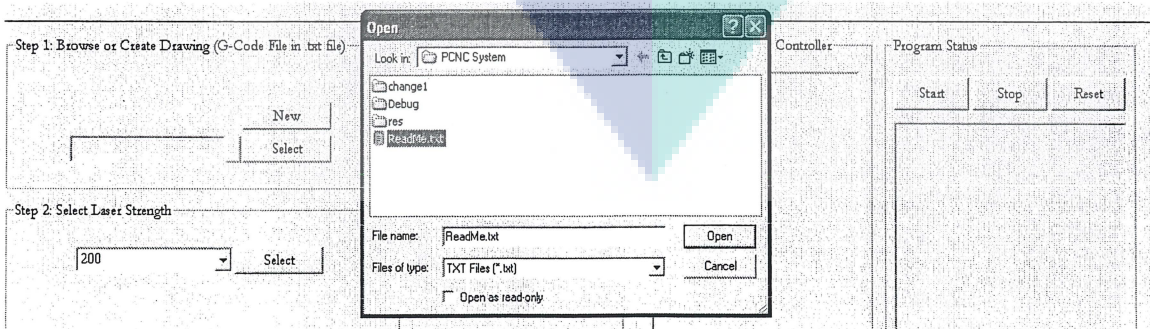 Open
Step 1: Browse or Create Drawing (G-Code File in .txt file)
Look in: PCNC System
Controller
Program Status
change1
Debug
res
ReadMe.txt
New
Select
Start Stop Reset
Step 2: Select Laser Strength
200
Select
File name: ReadMe.txt
Open
Files of type: TXT Files (*.txt)
Cancel
Open as read-only